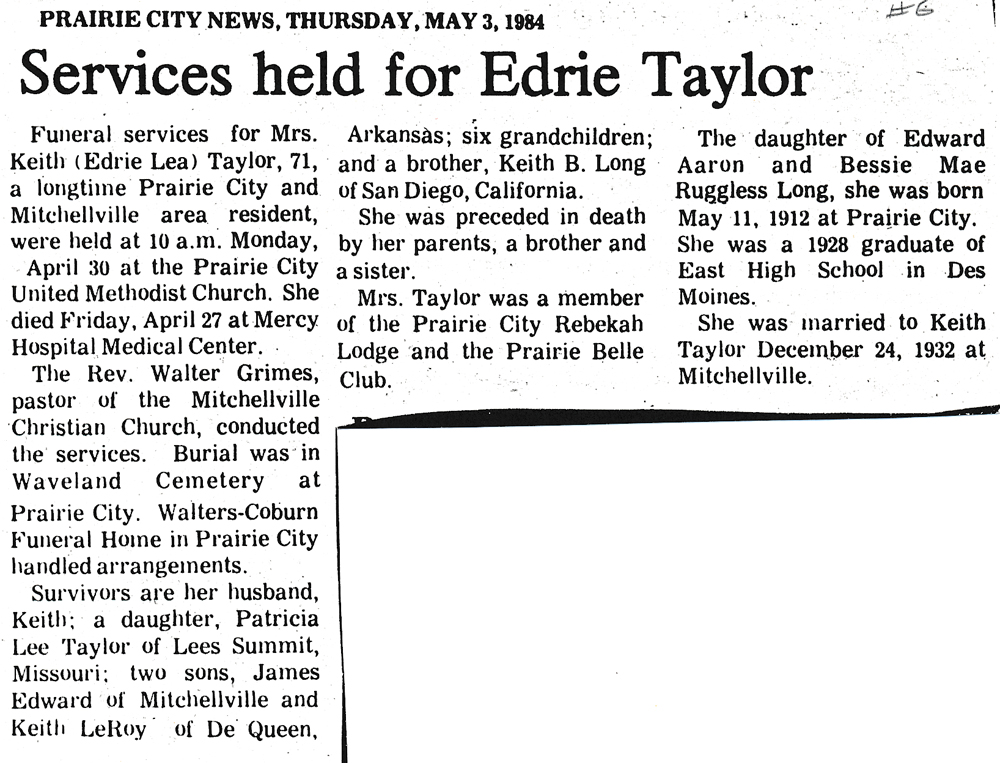 PRAIRIE CITY NEWS, THURSDAY, MAY 3, 1984
#6
Services held for Edrie Taylor
Funeral services for Mrs.
Keith (Edrie Lea) Taylor, 71,
a longtime Prairie City and
Mitchellville area resident,
were held at 10 a.m. Monday,
April 30 at the Prairie City
United Methodist Church. She
died Friday, April 27 at Mercy
Hospital Medical Center.
The Rev. Walter Grimes,
pastor of the Mitchellville
Christian Church, conducted
the services. Burial was in
Waveland Cemetery at
Prairie City. Walters-Coburn
Funeral Home in Prairie City
handled arrangements.
Survivors are her husband,
Keith; a daughter, Patricia
Lee Taylor of Lees Summit,
Missouri; two sons, James
Edward of Mitchellville and
Keith LeRoy of De Queen,
Arkansas; six grandchildren;
and a brother, Keith B. Long
of San Diego, California.
She was preceded in death
by her parents, a brother and
a sister.
Mrs. Taylor was a member
of the Prairie City Rebekah
Lodge and the Prairie Belle
Club.
The daughter of Edward
Aaron and Bessie Mae
Ruggless Long, she was born
May 11, 1912 at Prairie City.
She was a 1928 graduate of
East High School in Des
Moines.
She was married to Keith
Taylor December 24, 1932 at
Mitchellville.